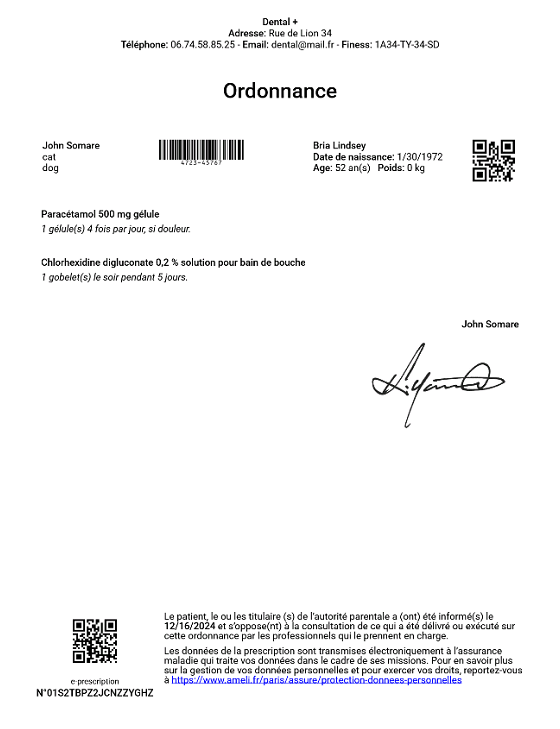 Dental +
Adresse: Rue de Lion 34
Téléphone: 06.74.58.85.25 - Email: dental@mail.fr - Finess: 1A34-TY-34-SD
Ordonnance
John Somare
cat
dog
4723-45767
Bria Lindsey
Date de naissance: 1/30/1972
Age: 52 an(s) Poids: 0 kg
Paracétamol 500 mg gélule
1 gélule(s) 4 fois par jour, si douleur.
Chlorhexidine digluconate 0,2 % solution pour bain de bouche
1 gobelet(s) le soir pendant 5 jours.
John Somare
Le patient, le ou les titulaire (s) de l'autorité parentale a (ont) été informé(s) le
12/16/2024 et s'oppose(nt) à la consultation de ce qui a été délivré ou exécuté sur
cette ordonnance par les professionnels qui le prennent en charge.
Les données de la prescription sont transmises électroniquement à l'assurance
maladie qui traite vos données dans le cadre de ses missions. Pour en savoir plus
sur la gestion de vos données personnelles et pour exercer vos droits, reportez-vous
à https://www.ameli.fr/paris/assure/protection-donnees-personnelles
e-prescription
N°01S2TBPZ2JCNZZYGHZ